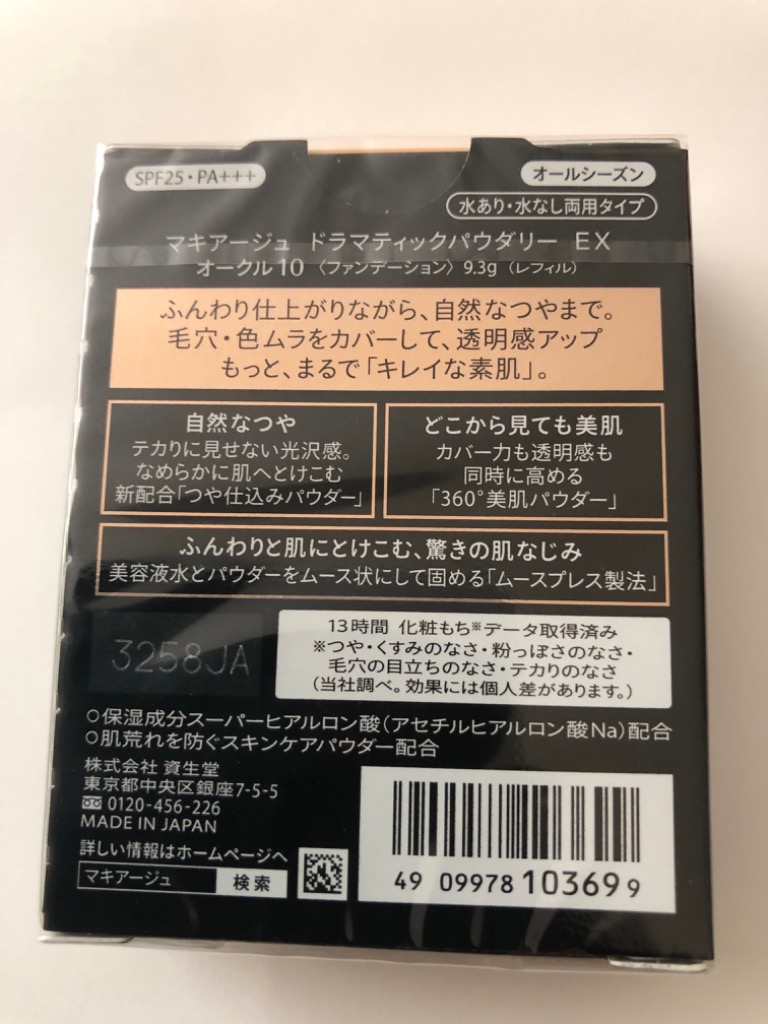 SPF25・PA+++
オールシーズン
水あり・水なし両用タイプ
マキアージュ ドラマティックパウダリー EX
オークル10 〈ファンデーション〉 9.3g (レフィル)
ふんわり仕上がりながら、自然なつやまで。
毛穴・色ムラをカバーして、透明感アップ
もっと、まるで「キレイな素肌」。
自然なつや
テカりに見せない光沢感。
なめらかに肌へとけこむ
新配合「つや仕込みパウダー」
どこから見ても美肌
カバー力も透明感も
同時に高める
「360°美肌パウダー」
ふんわりと肌にとけこむ、驚きの肌なじみ
美容液水とパウダーをムース状にして固める「ムースプレス製法」
3258JA
13時間 化粧もち※データ取得済み
※つや・くすみのなさ・粉っぽさのなさ・
毛穴の目立ちのなさ・テカりのなさ
(当社調べ。効果には個人差があります。)
○保湿成分スーパーヒアルロン酸(アセチルヒアルロン酸Na)配合
○肌荒れを防ぐスキンケアパウダー配合
株式会社 資生堂
東京都中央区銀座7-5-5
0120-456-226
MADE IN JAPAN
詳しい情報はホームページへ
マキアージュ 検索
49 09978 103699